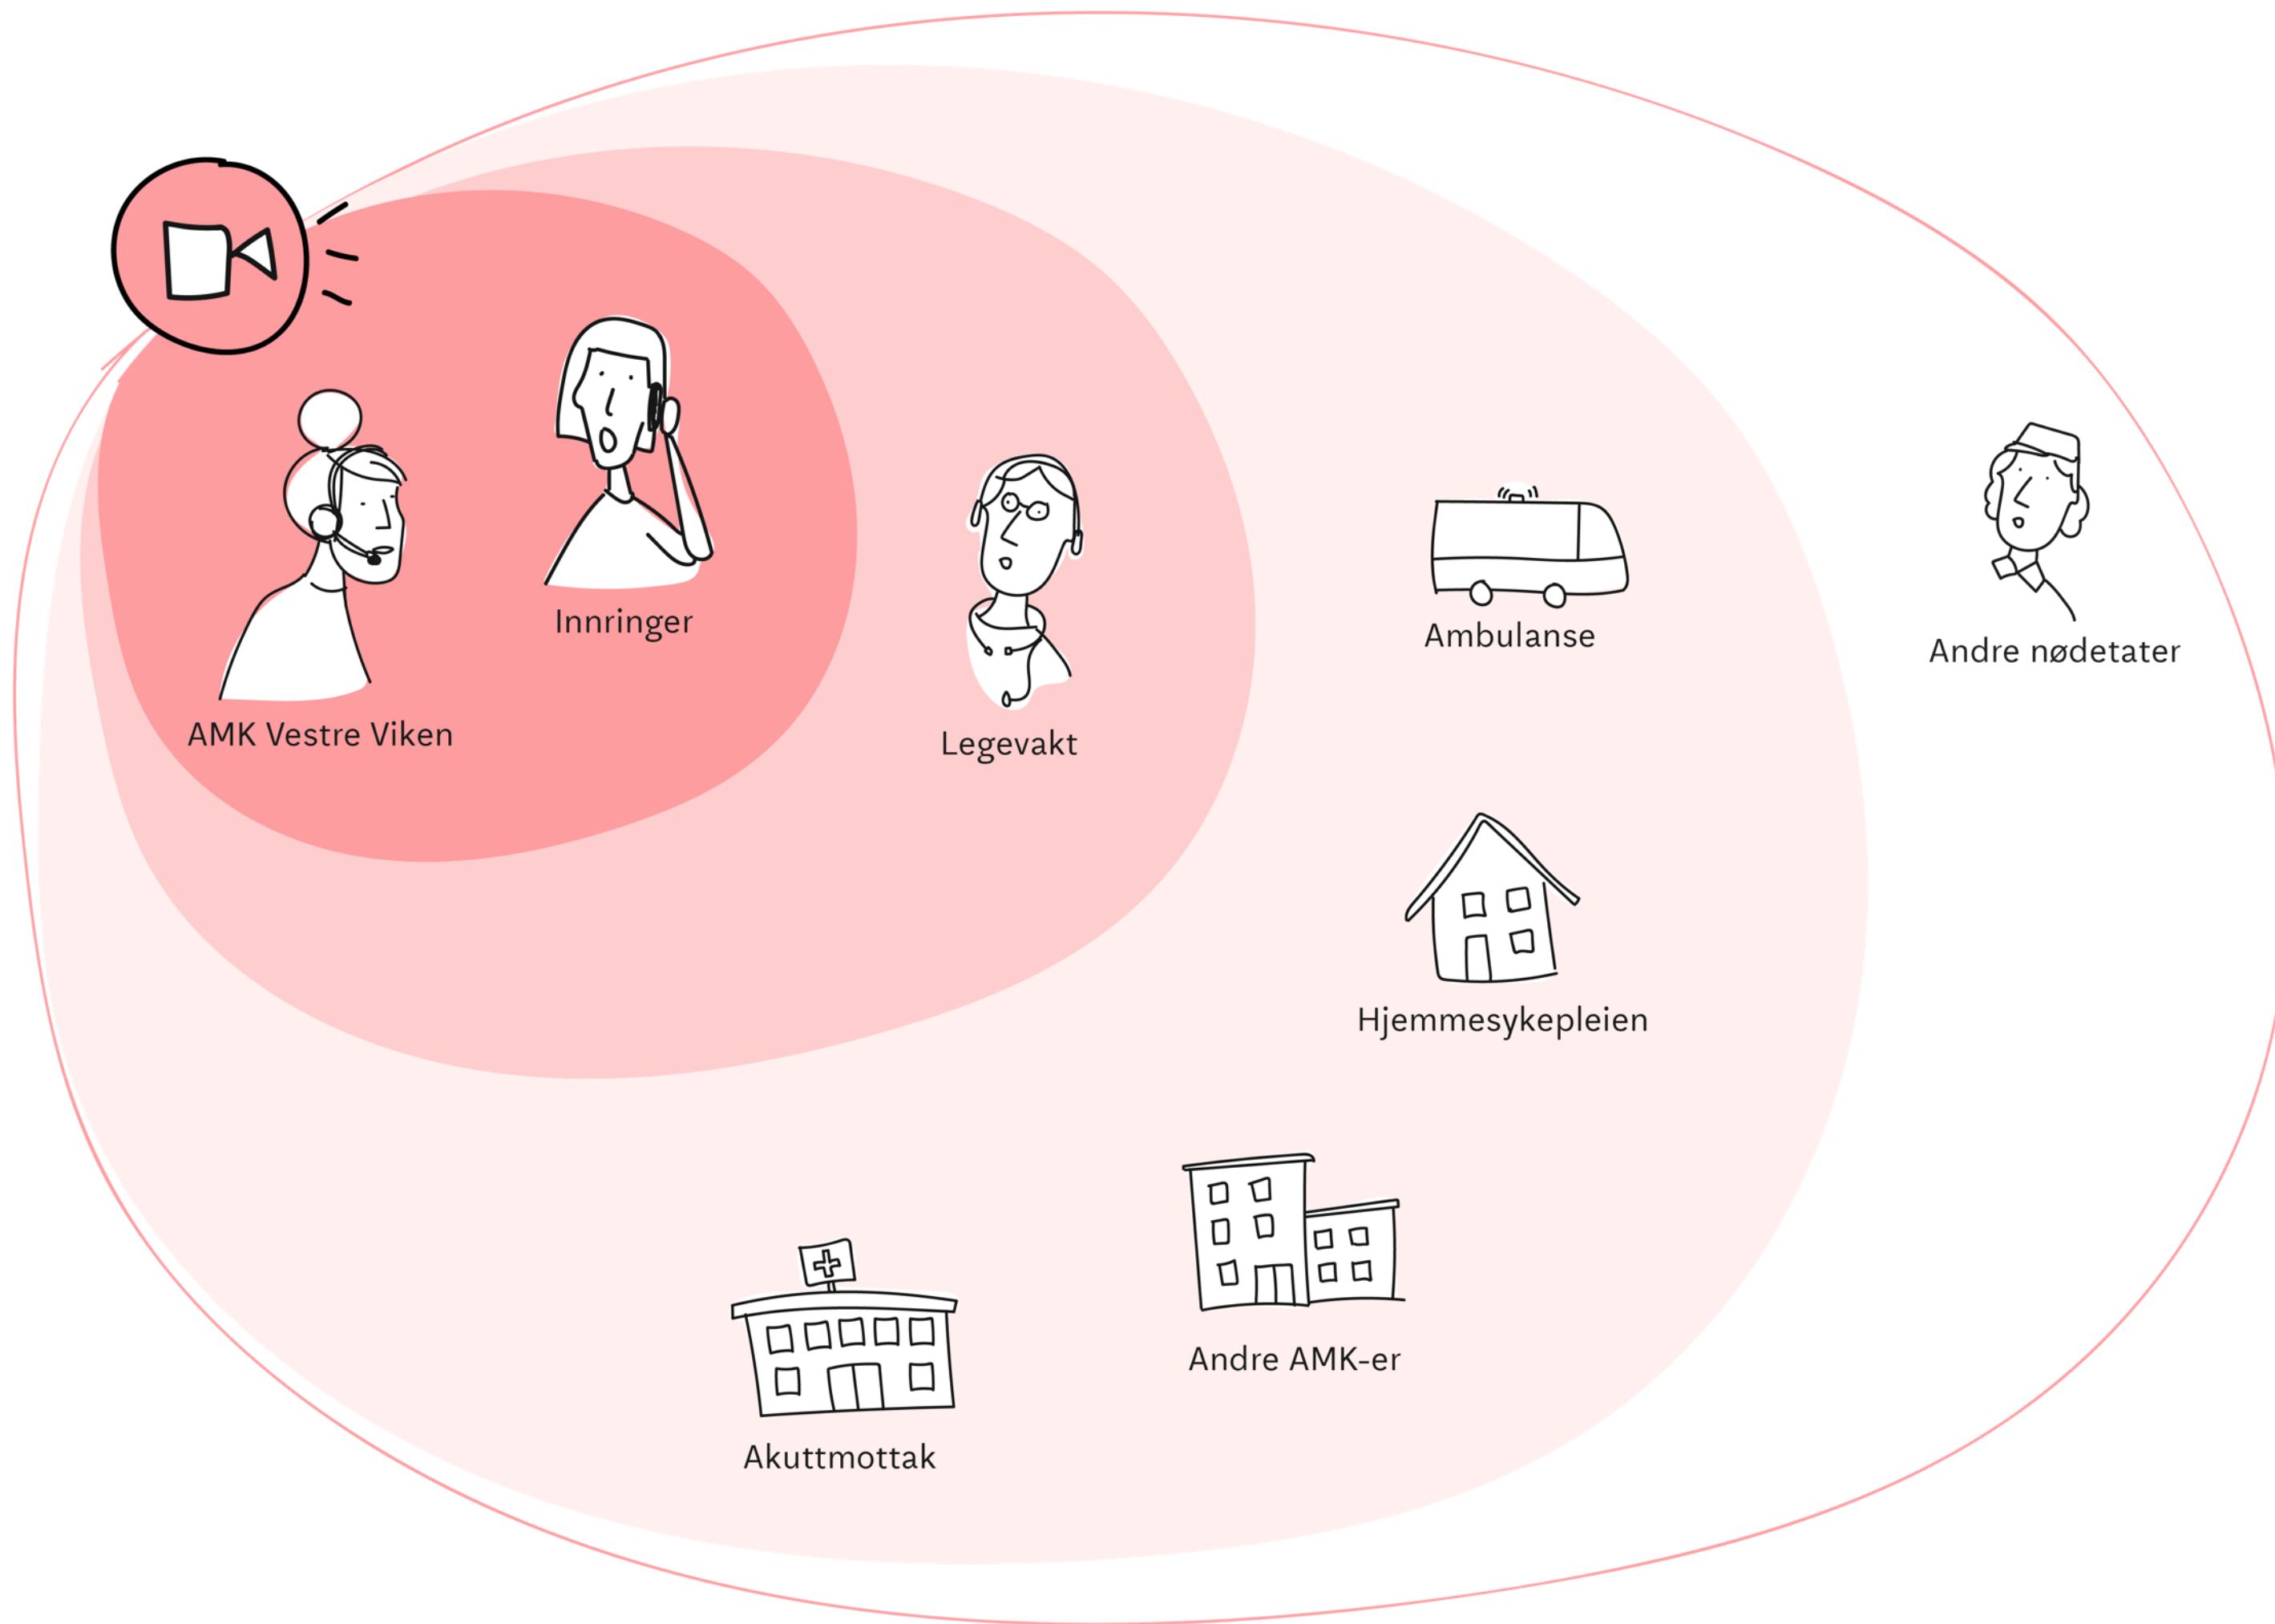 Innringer
AMK Vestre Viken
Legevakt
Ambulanse
Andre nødetater
Hjemmesykepleien
Andre AMK-er
Akuttmottak